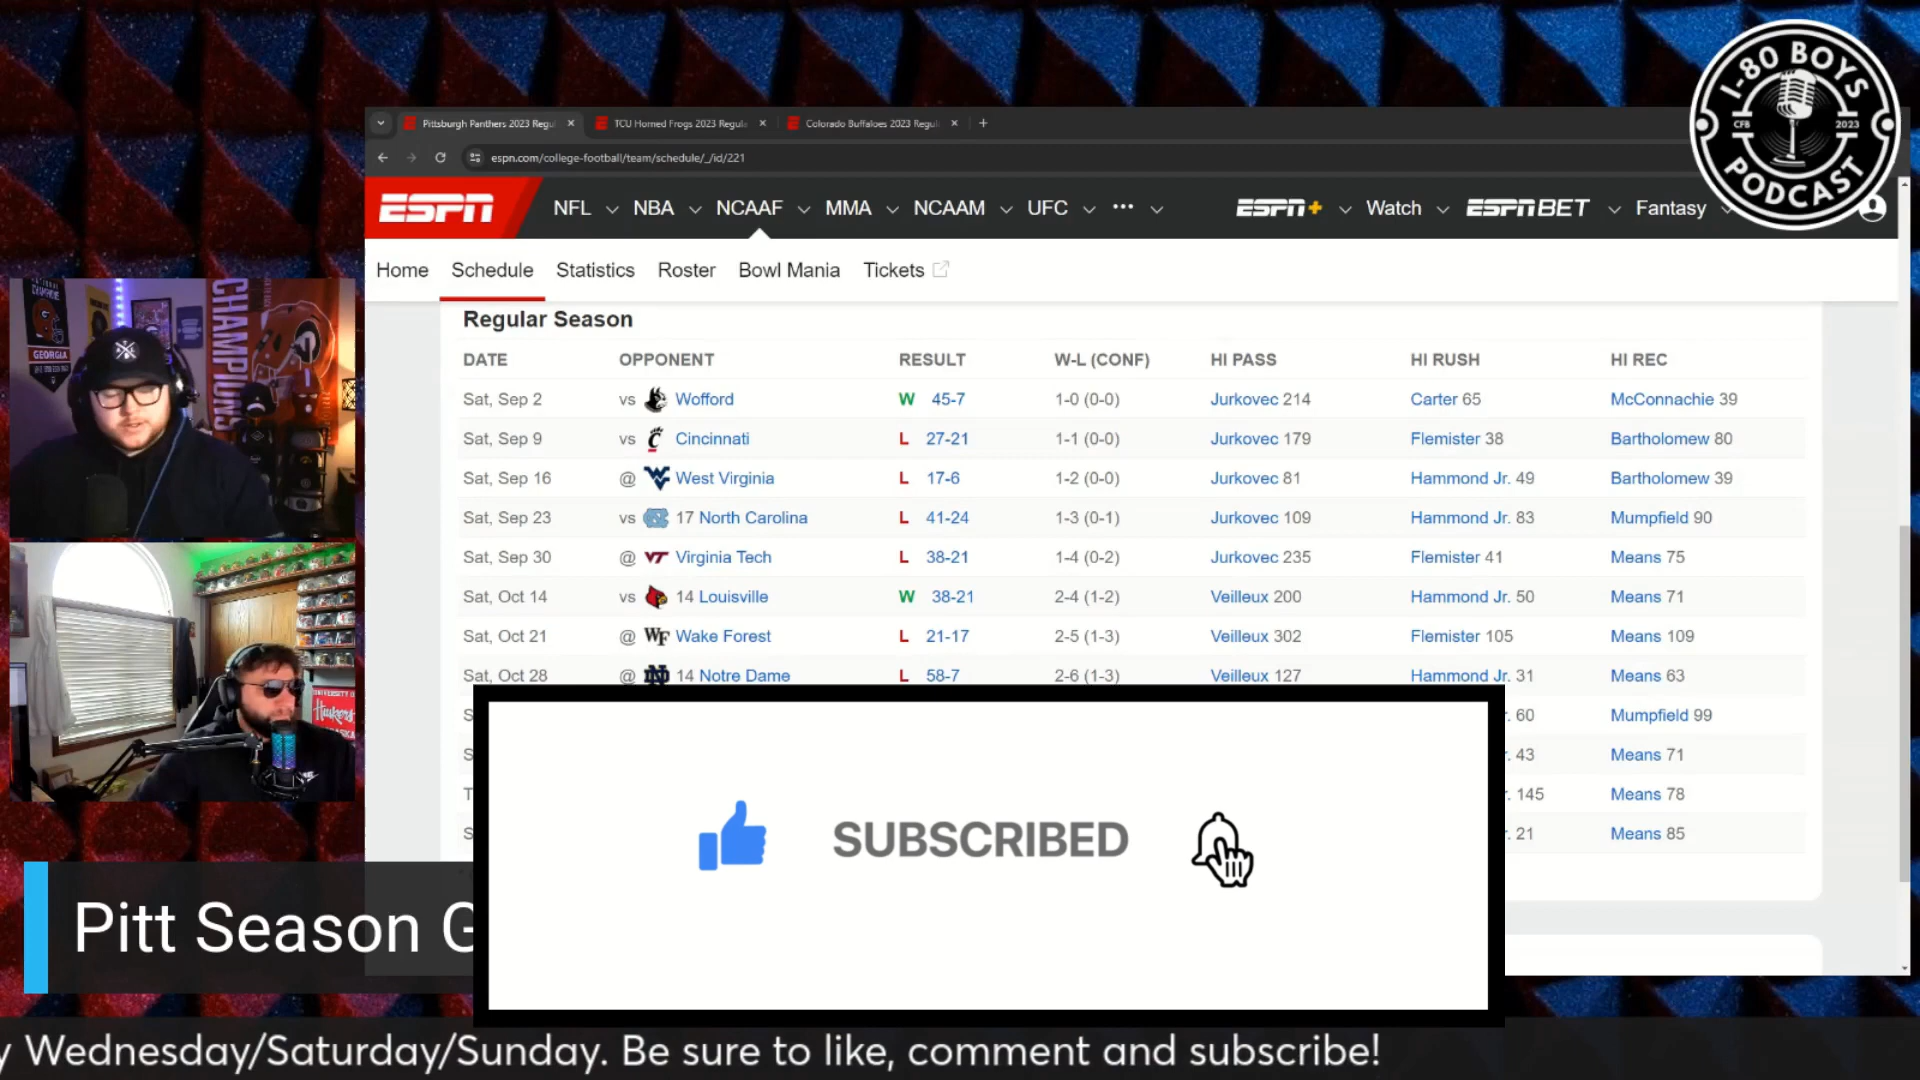 I-80 BOYS
CFB 2023
PODCAST
Pittsburgh Panthers 2023 Regu
TCU Horned Frogs 2023 Regula
Colorado Buffaloes 2023 Regul
espn.com/college-football/team/schedule/_/id/221
ESPN NFL NBA NCAAF MMA NCAAM UFC ESPN+ Watch ESPN BET Fantasy
Home Schedule Statistics Roster Bowl Mania Tickets
Regular Season
DATE OPPONENT RESULT W-L (CONF) HI PASS HI RUSH HI REC
Sat, Sep 2 vs Wofford W 45-7 1-0 (0-0) Jurkovec 214 Carter 65 McConnachie 39
Sat, Sep 9 vs Cincinnati L 27-21 1-1 (0-0) Jurkovec 179 Flemister 38 Bartholomew 80
Sat, Sep 16 @ West Virginia L 17-6 1-2 (0-0) Jurkovec 81 Hammond Jr. 49 Bartholomew 39
Sat, Sep 23 vs 17 North Carolina L 41-24 1-3 (0-1) Jurkovec 109 Hammond Jr. 83 Mumpfield 90
Sat, Sep 30 @ VT Virginia Tech L 38-21 1-4 (0-2) Jurkovec 235 Flemister 41 Means 75
Sat, Oct 14 vs 14 Louisville W 38-21 2-4 (1-2) Veilleux 200 Hammond Jr. 50 Means 71
Sat, Oct 21 @ WF Wake Forest L 21-17 2-5 (1-3) Veilleux 302 Flemister 105 Means 109
Sat, Oct 28 @ 14 Notre Dame L 58-7 2-6 (1-3) Veilleux 127 Hammond Jr. 31 Means 63
S r. 60 Mumpfield 99
S r. 43 Means 71
T r. 145 Means 78
S r. 21 Means 85
CHAMPIONS
GEORGIA
Huskers
SUBSCRIBED
Pitt Season G
y Wednesday/Saturday/Sunday. Be sure to like, comment and subscribe!